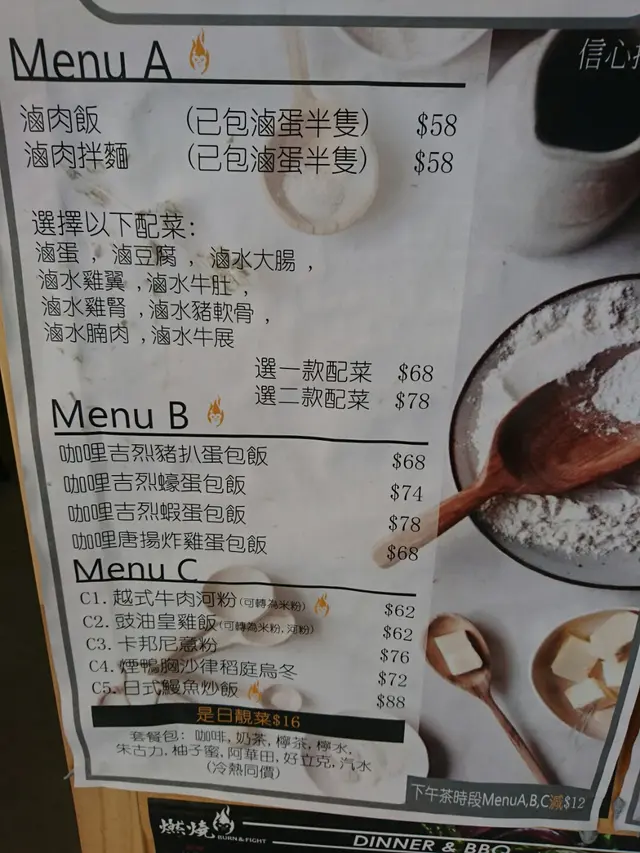 信心
Menu A
滷肉飯 (已包滷蛋半隻) $58
滷肉拌麵 (已包滷蛋半隻) $58
選擇以下配菜:
滷蛋 , 滷豆腐 , 滷水大腸 ,
滷水雞翼 ,滷水牛肚 ,
滷水雞腎 ,滷水豬軟骨 ,
滷水腩肉 ,滷水牛展
選一款配菜 $68
選二款配菜 $78
Menu B
咖哩吉烈豬扒蛋包飯 $68
咖哩吉烈蠔蛋包飯 $74
咖哩吉烈蝦蛋包飯 $78
咖哩唐揚炸雞蛋包飯 $68
Menu C
C1. 越式牛肉河粉(可轉為米粉) $62
C2. 豉油皇雞飯(可轉為米粉, 河粉) $62
C3. 卡邦尼意粉 $76
C4. 煙鴨胸沙律稻庭烏冬 $72
C5. 日式鰻魚炒飯 $88
是日靚菜$16
套餐包: 咖啡, 奶茶, 檸茶, 檸水,
朱古力, 柚子蜜, 阿華田, 好立克, 汽水
(冷熱同價)
下午茶時段MenuA,B,C減$12
燃燒 BURN & FIGHT
DINNER & BBQ